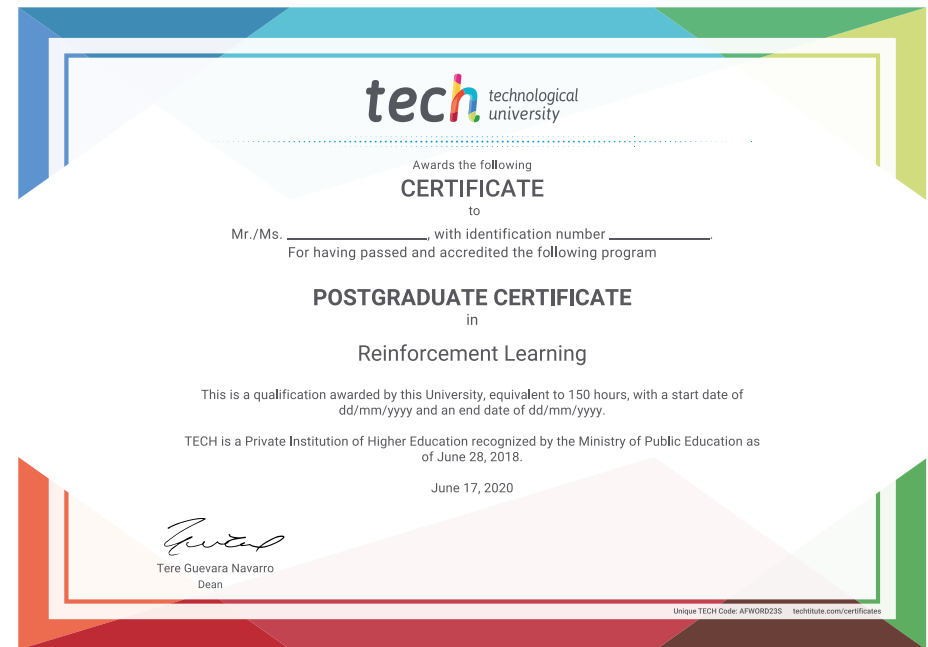 tech technological
university
Awards the following
CERTIFICATE
to
Mr./Ms. ____________________, with identification number ______________.
For having passed and accredited the following program
POSTGRADUATE CERTIFICATE
in
Reinforcement Learning
This is a qualification awarded by this University, equivalent to 150 hours, with a start date of
dd/mm/yyyy and an end date of dd/mm/yyyy.
TECH is a Private Institution of Higher Education recognized by the Ministry of Public Education as
of June 28, 2018.
June 17, 2020
Tere Guevara Navarro
Dean
Unique TECH Code: AFWORD23S techtitute.com/certificates